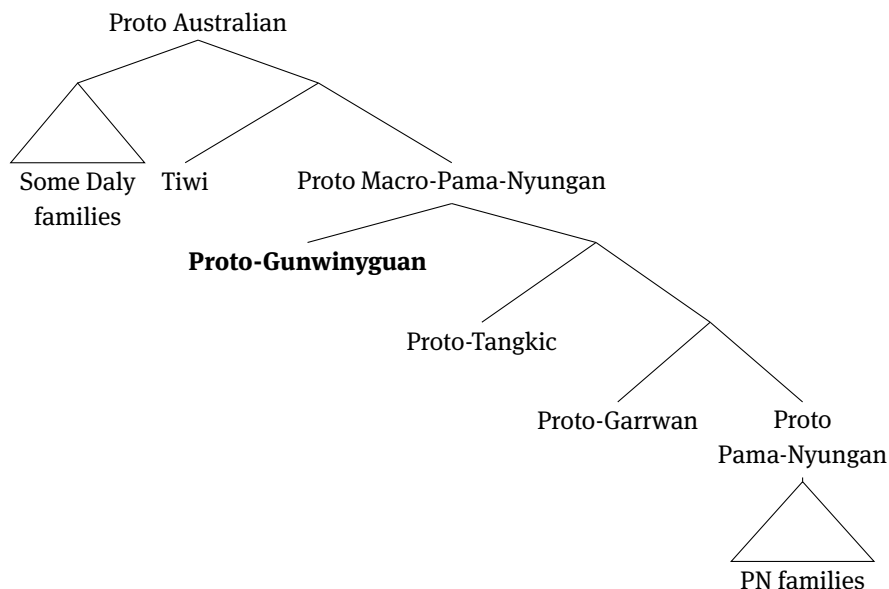 Proto Australian
Some Daly
families
Tiwi
Proto Macro-Pama-Nyungan
Proto-Gunwinyguan
Proto-Tangkic
Proto-Garrwan
Proto
Pama-Nyungan
PN families